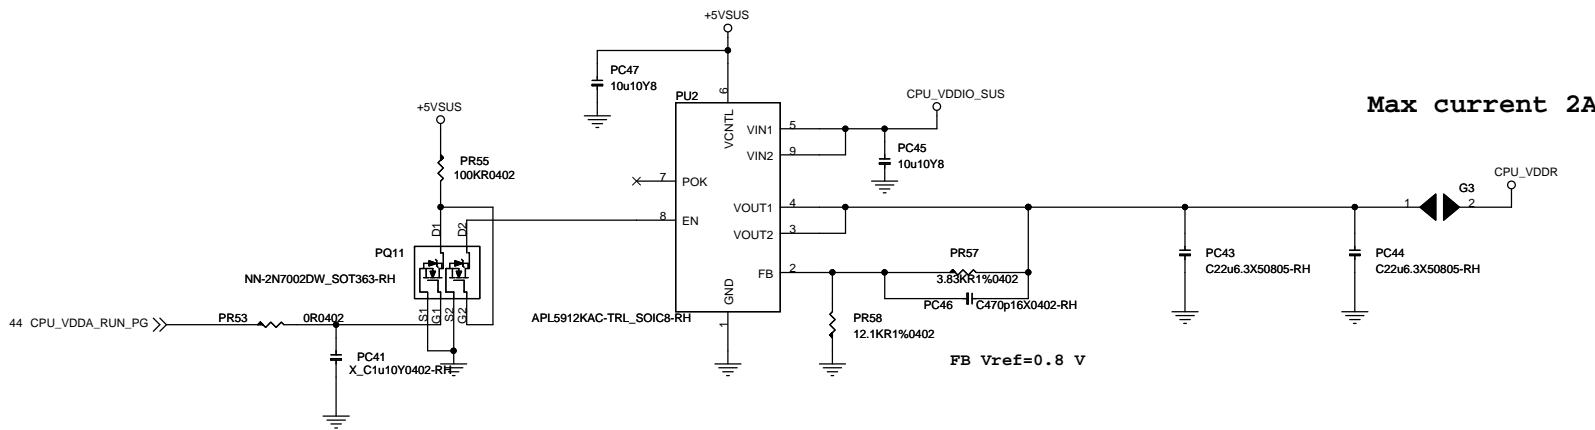 +5VSUS
PC47
10u10Y8
PU2
6
CPU_VDDIO_SUS
Max current 2A
+5VSUS
VCNTL
VIN1
5
VIN2
9
PC45
10u10Y8
PR55
100KR0402
7
POK
CPU_VDDR
G3
1
2
VOUT1
4
8
EN
VOUT2
3
D1
D2
PQ11
NN-2N7002DW_SOT363-RH
FB
2
PR57
3.83KR1%0402
PC43
C22u6.3X50805-RH
PC44
C22u6.3X50805-RH
GND
PC46
C470p16X0402-RH
S1
G1
S2
G2
44
CPU_VDDA_RUN_PG
PR53
0R0402
APL5912KAC-TRL_SOIC8-RH
1
PR58
12.1KR1%0402
PC41
X_C1u10Y0402-RH
FB Vref=0.8 V